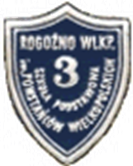 ROGOŹNO WLKP.
SZKOŁA PODSTAWOWA
3
im. POWSTAŃCÓW WIELKOPOLSKICH